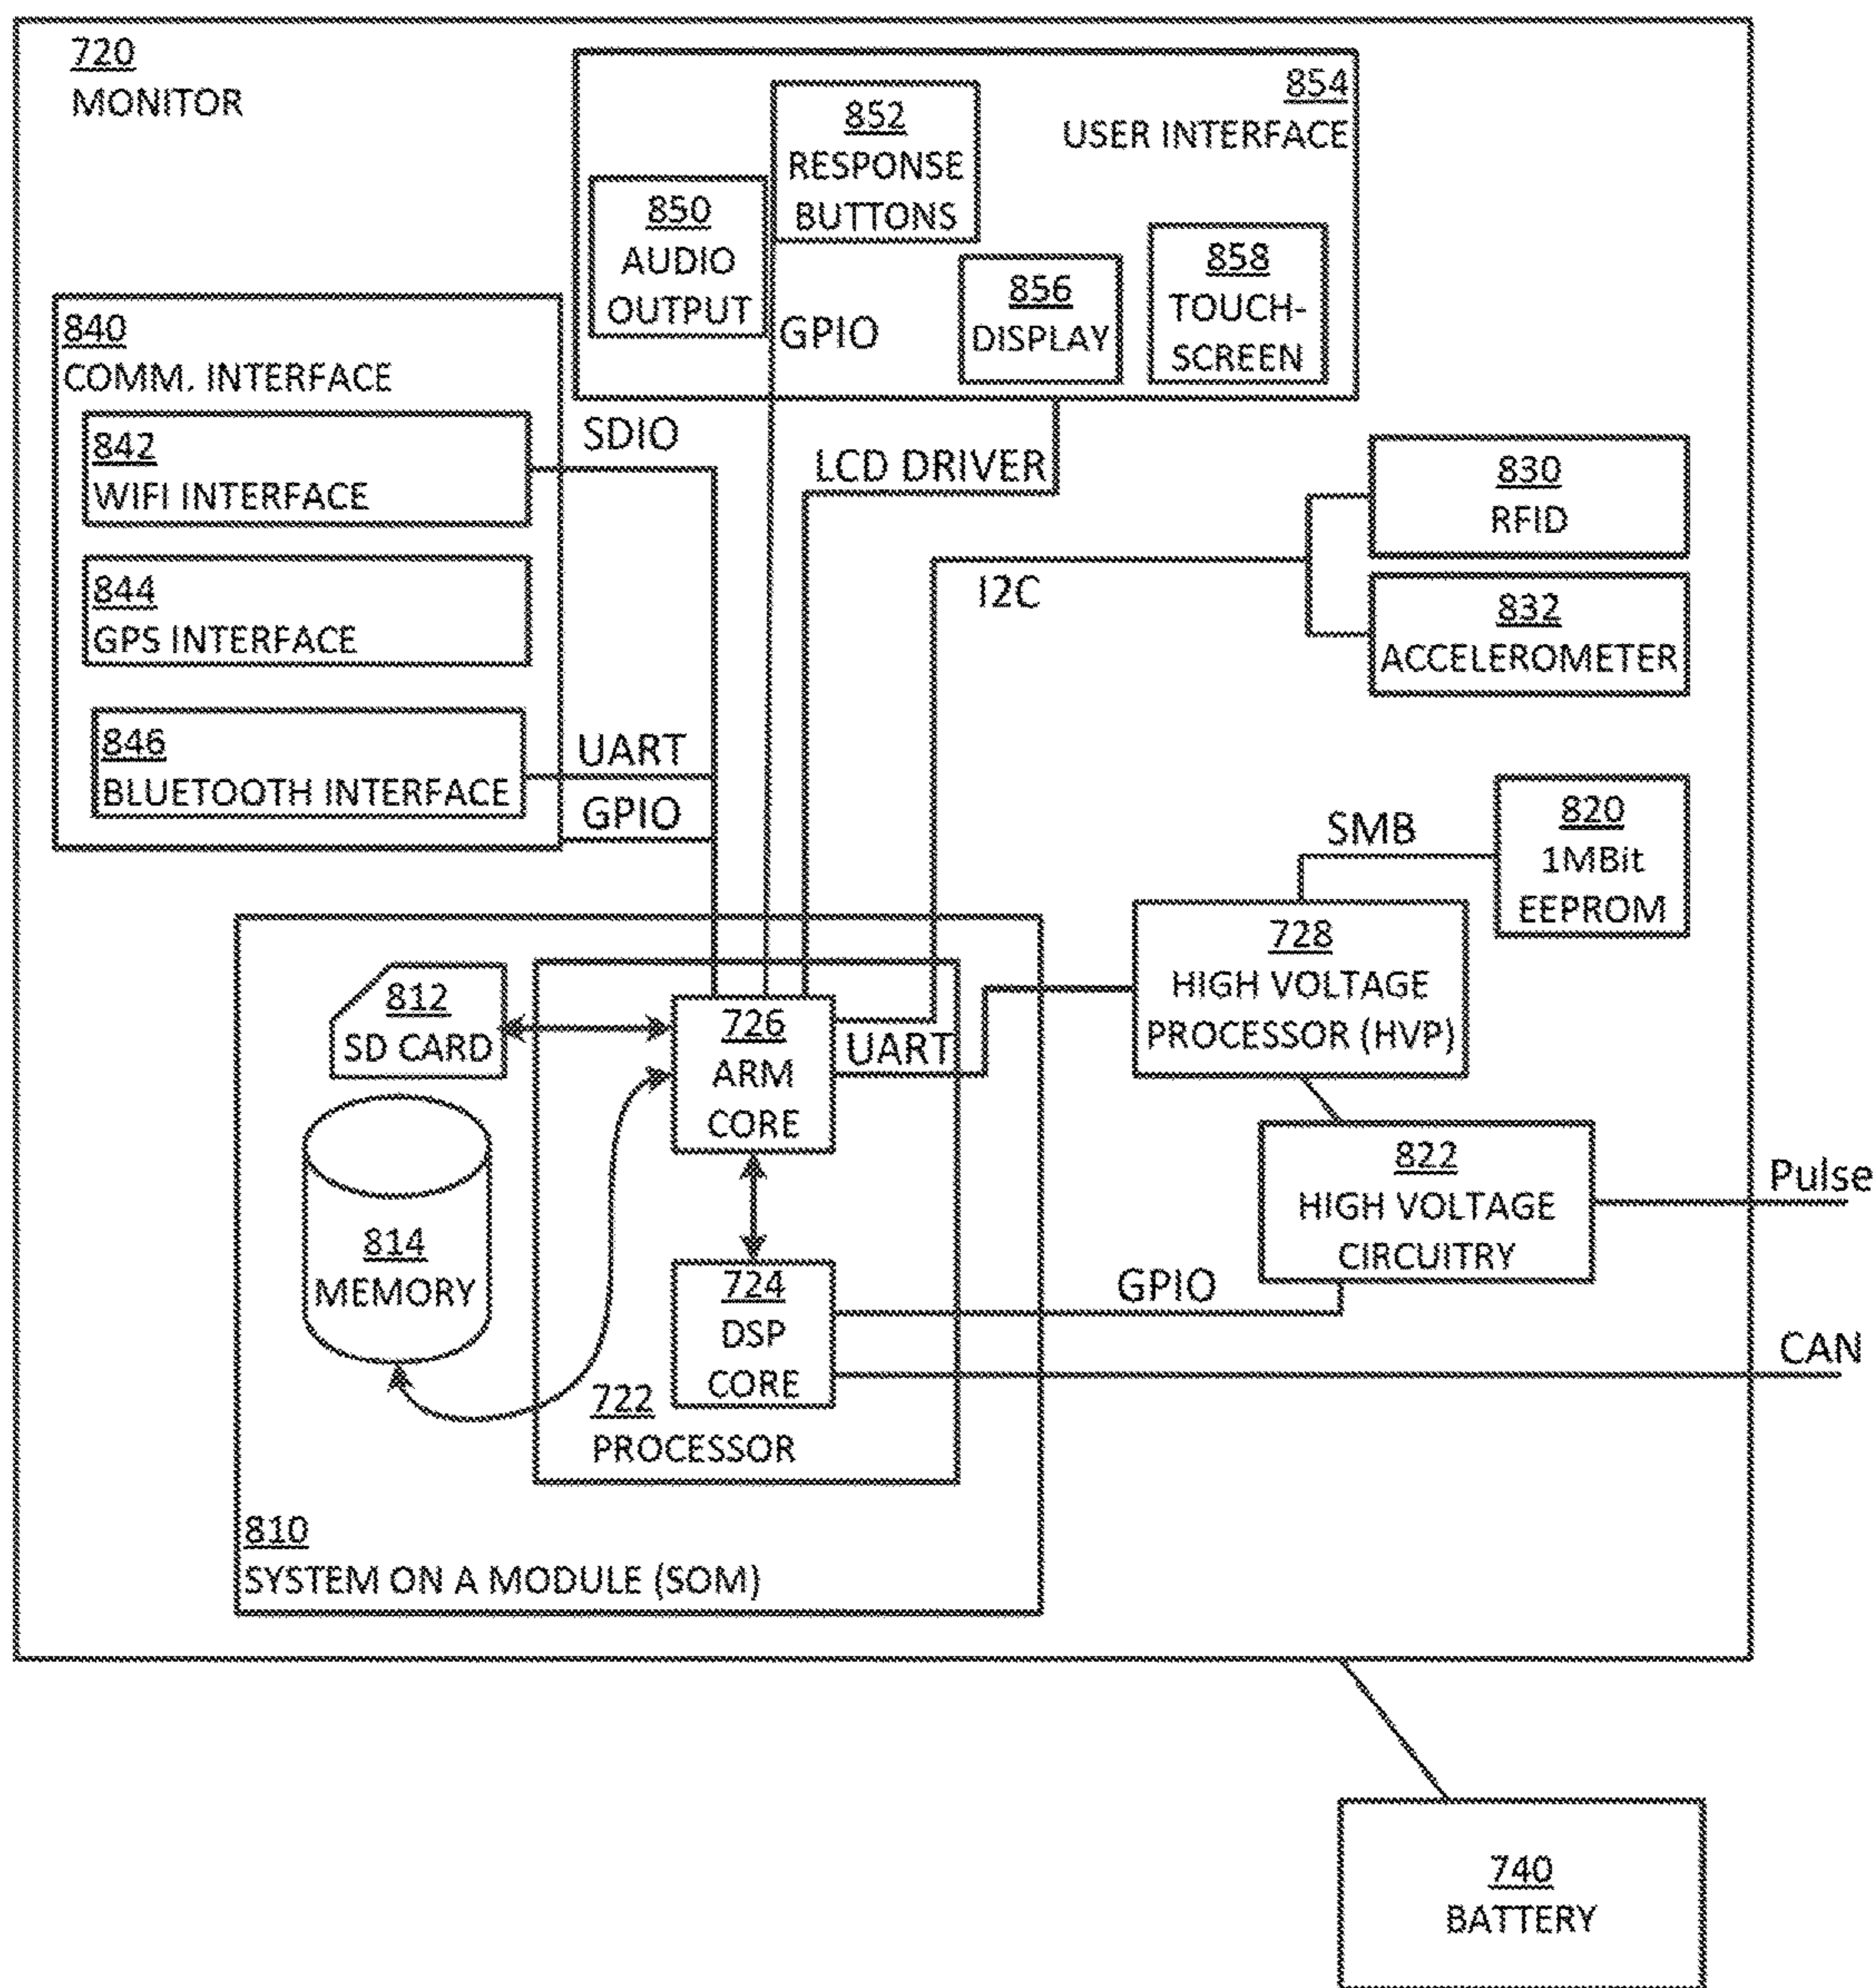 720
MONITOR
854
USER INTERFACE
852
RESPONSE
BUTTONS
850
AUDIO
OUTPUT
GPIO
856
DISPLAY
858
TOUCH-
SCREEN
840
COMM. INTERFACE
842
WIFI INTERFACE
844
GPS INTERFACE
846
BLUETOOTH INTERFACE
SDIO
LCD DRIVER
UART
GPIO
I2C
830
RFID
832
ACCELEROMETER
SMB
820
1MBit
EEPROM
728
HIGH VOLTAGE
PROCESSOR (HVP)
812
SD CARD
726
ARM
CORE
UART
814
MEMORY
822
HIGH VOLTAGE
CIRCUITRY
Pulse
724
DSP
CORE
GPIO
CAN
722
PROCESSOR
810
SYSTEM ON A MODULE (SOM)
740
BATTERY